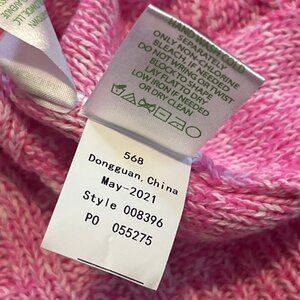 HAND WASH COLD
SEPARATELY
ONLY NON-CHLORINE
BLEACH, IF NEEDED
DO NOT WRING OR TWIST
BLOCK TO SHAPE
LAY FLAT TO DRY
LOW IRON IF NEEDED
OR DRY CLEAN
568
Dongguan, China
May-2021
Style 008396
PO 055275